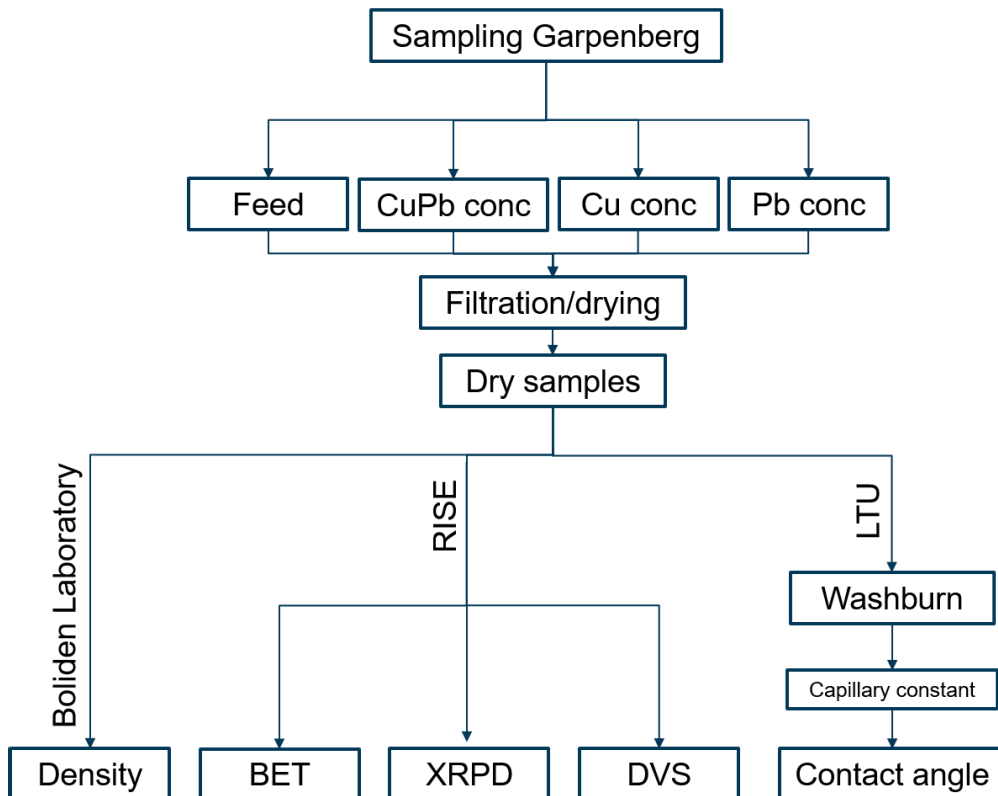 Sampling Garpenberg
Feed
CuPb conc
Cu conc
Pb conc
Filtration/drying
Dry samples
Boliden Laboratory
RISE
LTU
Washburn
Capillary constant
Density
BET
XRPD
DVS
Contact angle